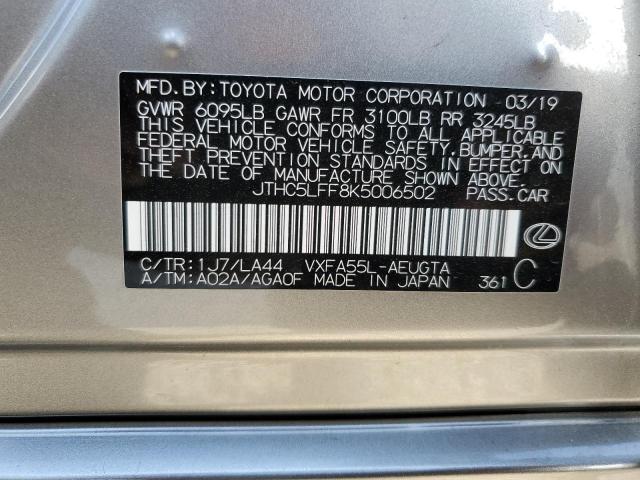 MFD. BY: TOYOTA MOTOR CORPORATION 03/19
GVWR 6095LB GAWR FR 3100LB RR 3245LB
THIS VEHICLE CONFORMS TO ALL APPLICABLE
FEDERAL MOTOR VEHICLE SAFETY, BUMPER, AND
THEFT PREVENTION STANDARDS IN EFFECT ON
THE DATE OF MANUFACTURE SHOWN ABOVE.
JTHC5LFF8K5006502 PASS. CAR
C/TR: 1J7/LA44 VXFA55L-AEUGTA
A/TM: A02A/AGA0F MADE IN JAPAN 361 C